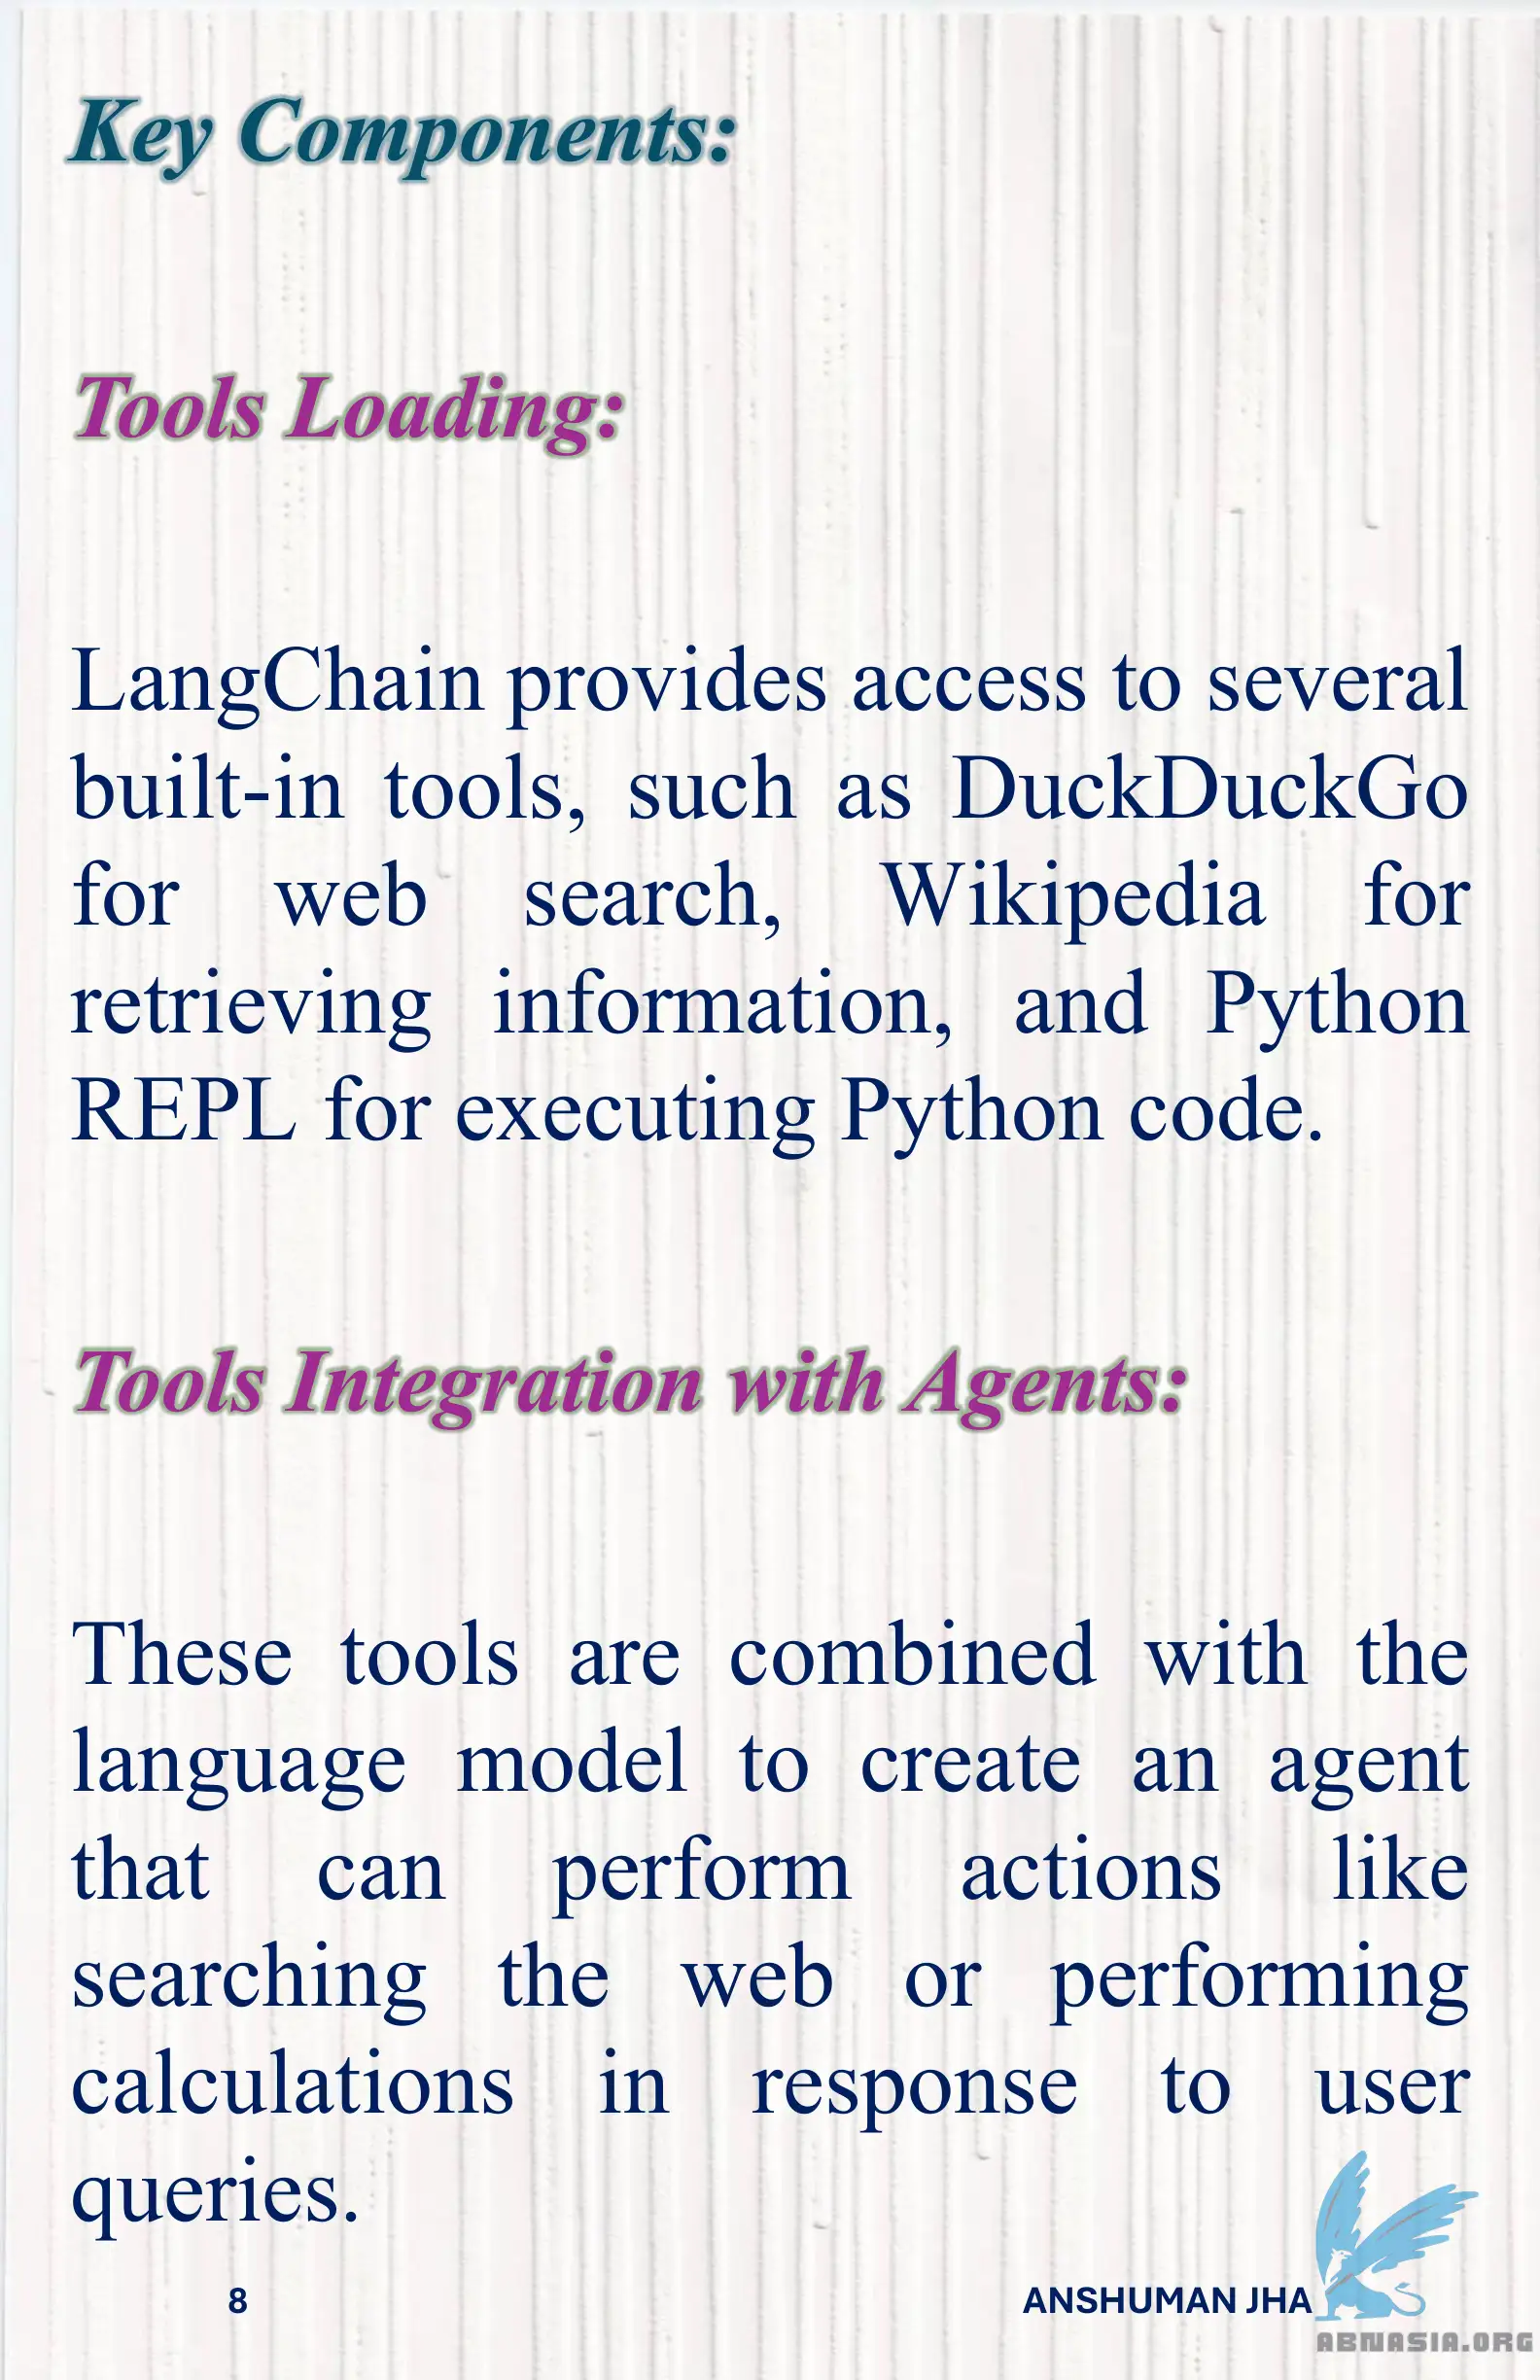 Key Components:
Tools Loading:
LangChain provides access to several
built-in tools, such as DuckDuckGo
for web search, Wikipedia for
retrieving information, and Python
REPL for executing Python code.
Tools Integration with Agents:
These tools are combined with the
language model to create an agent
that can perform actions like
searching the web or performing
calculations in response to user
queries.
8
ANSHUMAN JHA
ABNASIA.ORG